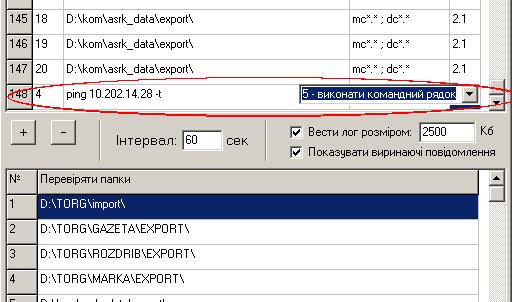 145 18 D:\kom\asrk_data\export\ mc*.* ; dc*.* 2.1
146 19 D:\kom\asrk_data\export\ mc*.* ; dc*.* 2.1
147 20 D:\kom\asrk_data\export\ mc*.* ; dc*.* 2.1
148 4 ping 10.202.14.28 -t 5 - виконати командний рядок
+ - Інтервал: 60 сек Вести лог розміром: 2500 Кб
Показувати виринаючі повідомлення
№ Перевіряти папки
1 D:\TORG\import\
2 D:\TORG\GAZETA\EXPORT\
3 D:\TORG\ROZDRIB\EXPORT\
4 D:\TORG\MARKA\EXPORT\